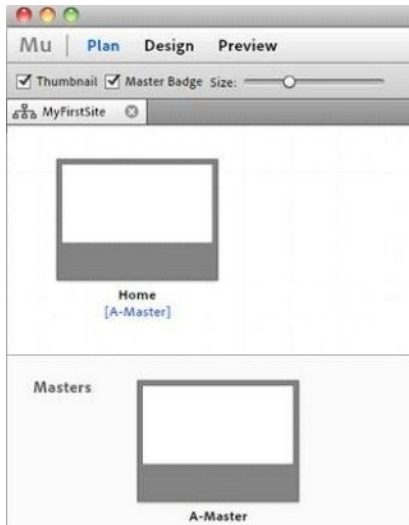 Mu | Plan Design Preview
Thumbnail Master Badge Size:
MyFirstSite
Home
[A-Master]
Masters
A-Master